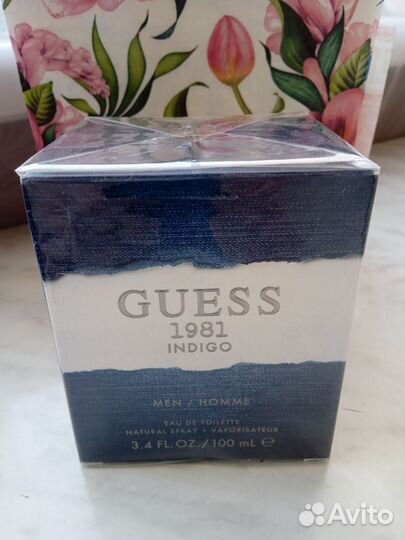 GUESS
1981
INDIGO
MEN / HOMME
EAU DE TOILETTE
NATURAL SPRAY • VAPORISATEUR
3.4 FL.OZ./100 mL ℮
Avito